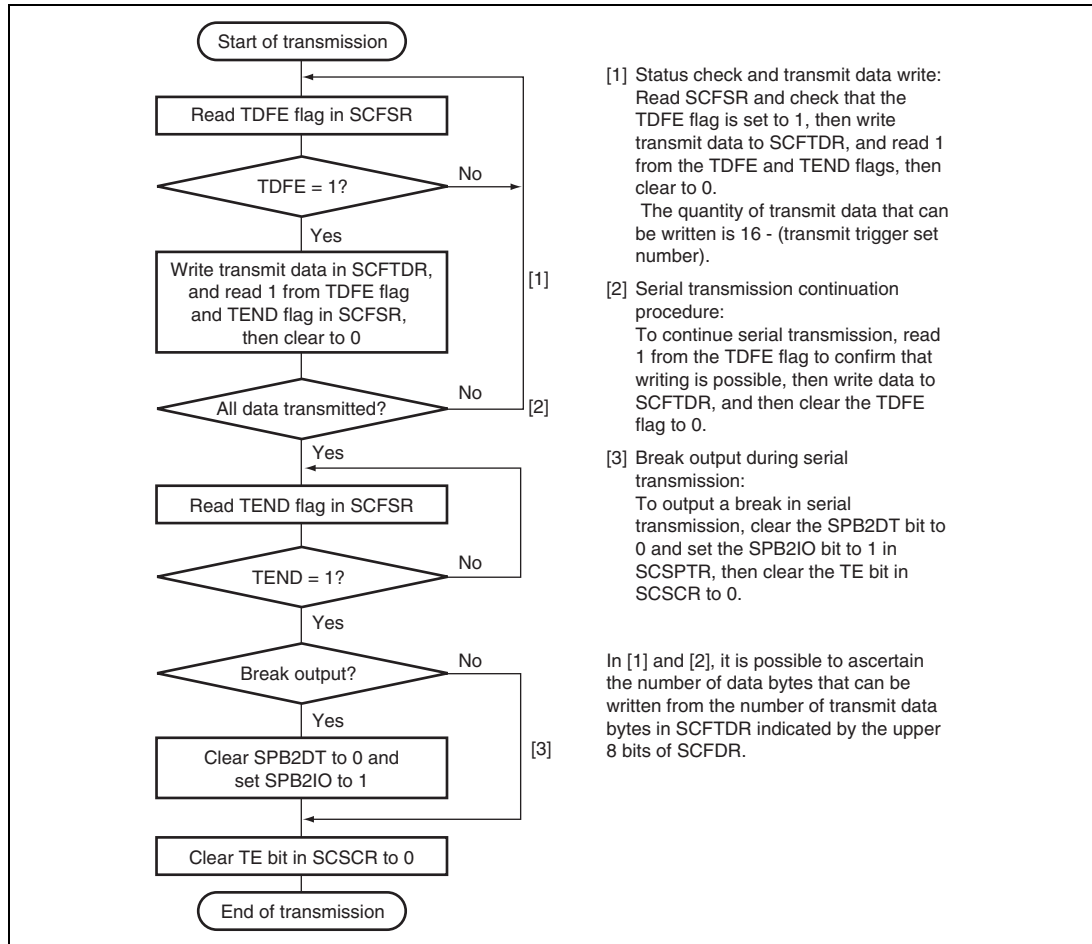 Start of transmission
Read TDFE flag in SCFSR
TDFE = 1?
No
Yes
Write transmit data in SCFTDR,
and read 1 from TDFE flag
and TEND flag in SCFSR,
then clear to 0
[1]
All data transmitted?
No
[2]
Yes
Read TEND flag in SCFSR
TEND = 1?
No
Yes
Break output?
No
Yes
Clear SPB2DT to 0 and
set SPB2IO to 1
[3]
Clear TE bit in SCSCR to 0
End of transmission
[1] Status check and transmit data write:
Read SCFSR and check that the
TDFE flag is set to 1, then write
transmit data to SCFTDR, and read 1
from the TDFE and TEND flags, then
clear to 0.
The quantity of transmit data that can
be written is 16 - (transmit trigger set
number).
[2] Serial transmission continuation
procedure:
To continue serial transmission, read
1 from the TDFE flag to confirm that
writing is possible, then write data to
SCFTDR, and then clear the TDFE
flag to 0.
[3] Break output during serial
transmission:
To output a break in serial
transmission, clear the SPB2DT bit to
0 and set the SPB2IO bit to 1 in
SCSPTR, then clear the TE bit in
SCSCR to 0.
In [1] and [2], it is possible to ascertain
the number of data bytes that can be
written from the number of transmit data
bytes in SCFTDR indicated by the upper
8 bits of SCFDR.